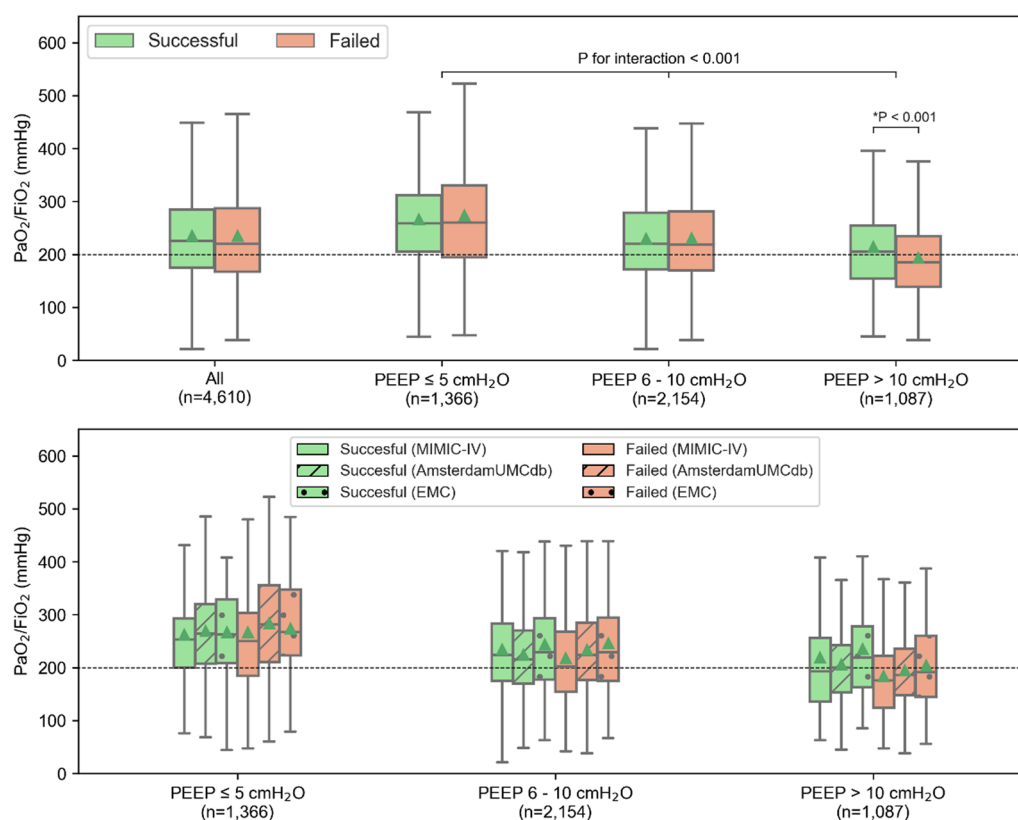 600
500
400
300
200
100
0
PaO₂/FiO₂ (mmHg)
Successful
Failed
P for interaction < 0.001
*P < 0.001
All
(n=4,610)
PEEP ≤ 5 cmH₂O
(n=1,366)
PEEP 6 - 10 cmH₂O
(n=2,154)
PEEP > 10 cmH₂O
(n=1,087)
600
500
400
300
200
100
0
PaO₂/FiO₂ (mmHg)
Succesful (MIMIC-IV)
Succesful (AmsterdamUMCdb)
Succesful (EMC)
Failed (MIMIC-IV)
Failed (AmsterdamUMCdb)
Failed (EMC)
PEEP ≤ 5 cmH₂O
(n=1,366)
PEEP 6 - 10 cmH₂O
(n=2,154)
PEEP > 10 cmH₂O
(n=1,087)